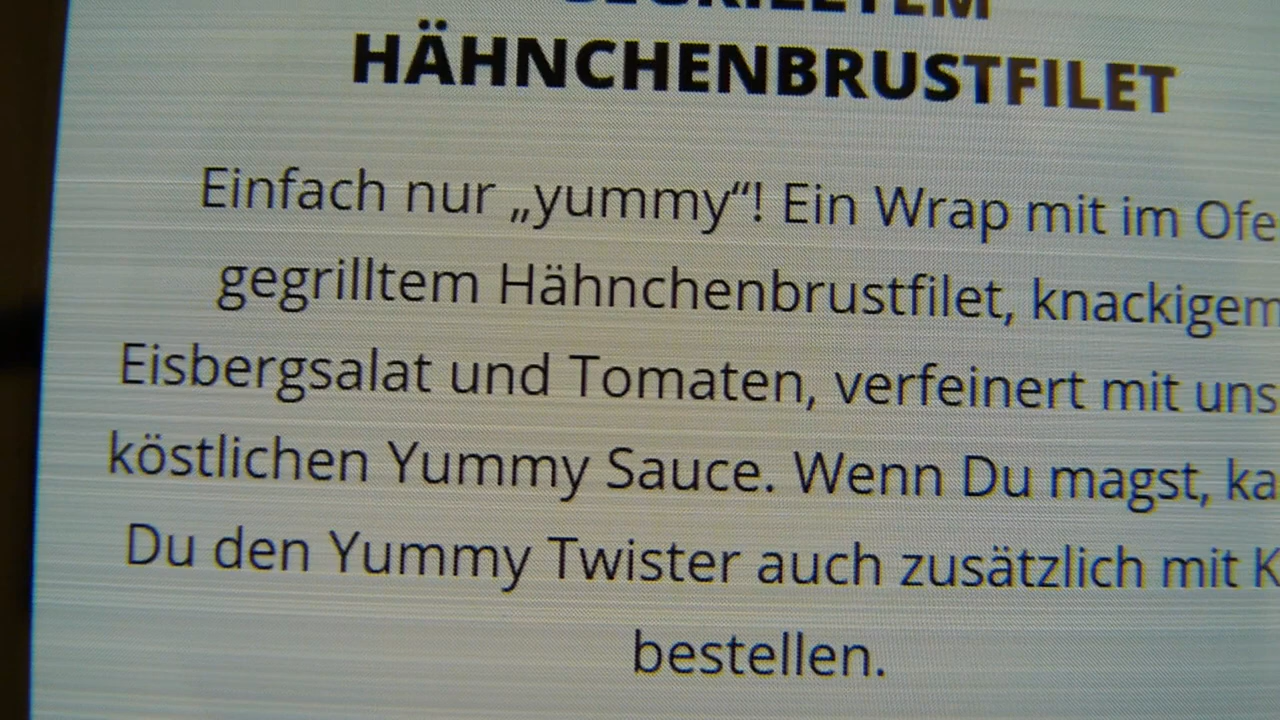 HÄHNCHENBRUSTFILET
Einfach nur „yummy“! Ein Wrap mit im
gegrilltem Hähnchenbrustfilet, knackigem
Eisbergsalat und Tomaten, verfeinert mit
köstlichen Yummy Sauce. Wenn Du magst,
Du den Yummy Twister auch zusätzlich mit
bestellen.